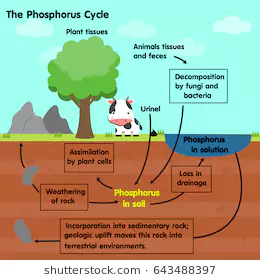 The Phosphorus Cycle
Plant tissues
Animals tissues
and feces
Decomposition
by fungi and
bacteria
Urinel
Phosphorus
in solution
Assimilation
by plant cells
Loss in
drainage
Weathering
of rock
Phosphorus
in soil
Incorporation into sedimentary rock;
geologic uplift moves this rock into
terrestrial environments.
shutterstock.com • 643488397